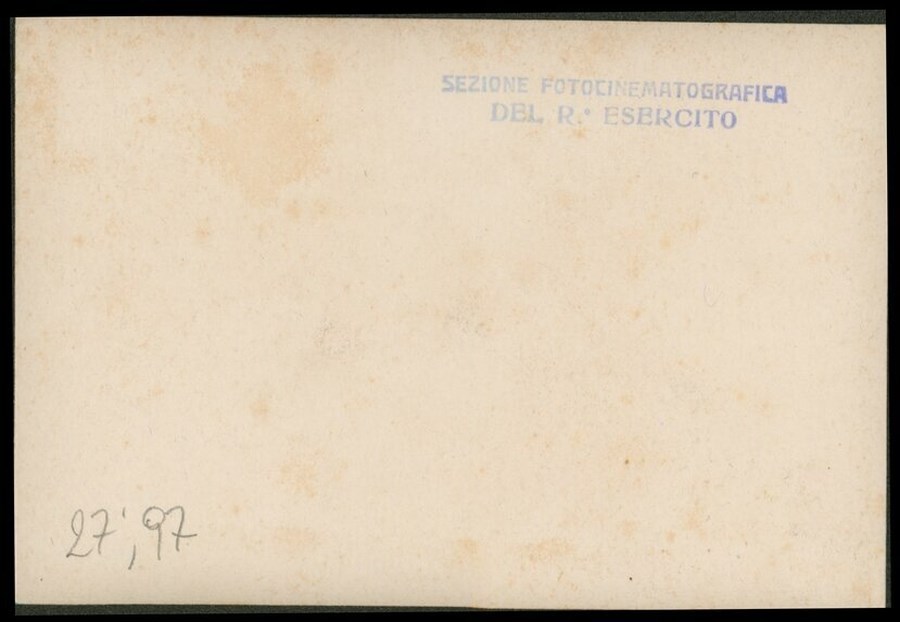 SEZIONE FOTOCINEMATOGRAFICA
DEL R.° ESERCITO
27', 97